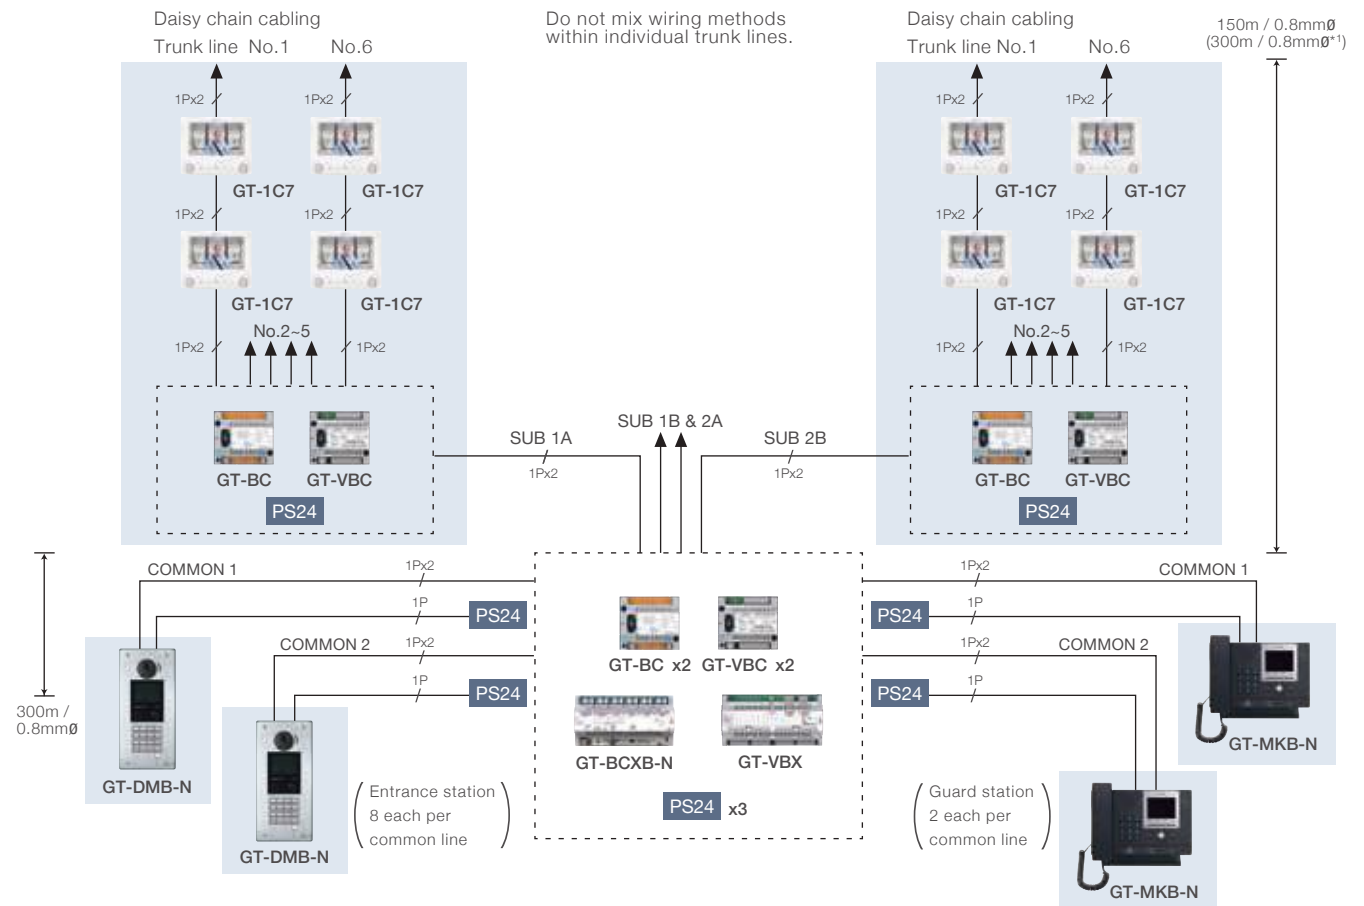 Daisy chain cabling
Trunk line No.1 No.6
Do not mix wiring methods
within individual trunk lines.
Daisy chain cabling
Trunk line No.1 No.6
150m / 0.8mmØ
(300m / 0.8mmØ*1)
1Px2 1Px2
GT-1C7 GT-1C7
1Px2 1Px2
GT-1C7 GT-1C7
No.2~5
1Px2 1Px2
GT-BC GT-VBC
PS24
1Px2 1Px2
GT-1C7 GT-1C7
1Px2 1Px2
GT-1C7 GT-1C7
No.2~5
1Px2 1Px2
GT-BC GT-VBC
PS24
SUB 1A
1Px2
SUB 1B & 2A
SUB 2B
1Px2
COMMON 1 1Px2
1P PS24
COMMON 2 1Px2
1P PS24
300m /
0.8mmØ
GT-DMB-N
GT-DMB-N
Entrance station
8 each per
common line
GT-BC x2 GT-VBC x2
GT-BCXB-N GT-VBX
PS24 x3
1Px2 COMMON 1
PS24 1P
1Px2 COMMON 2
PS24 1P
GT-MKB-N
Guard station
2 each per
common line
GT-MKB-N